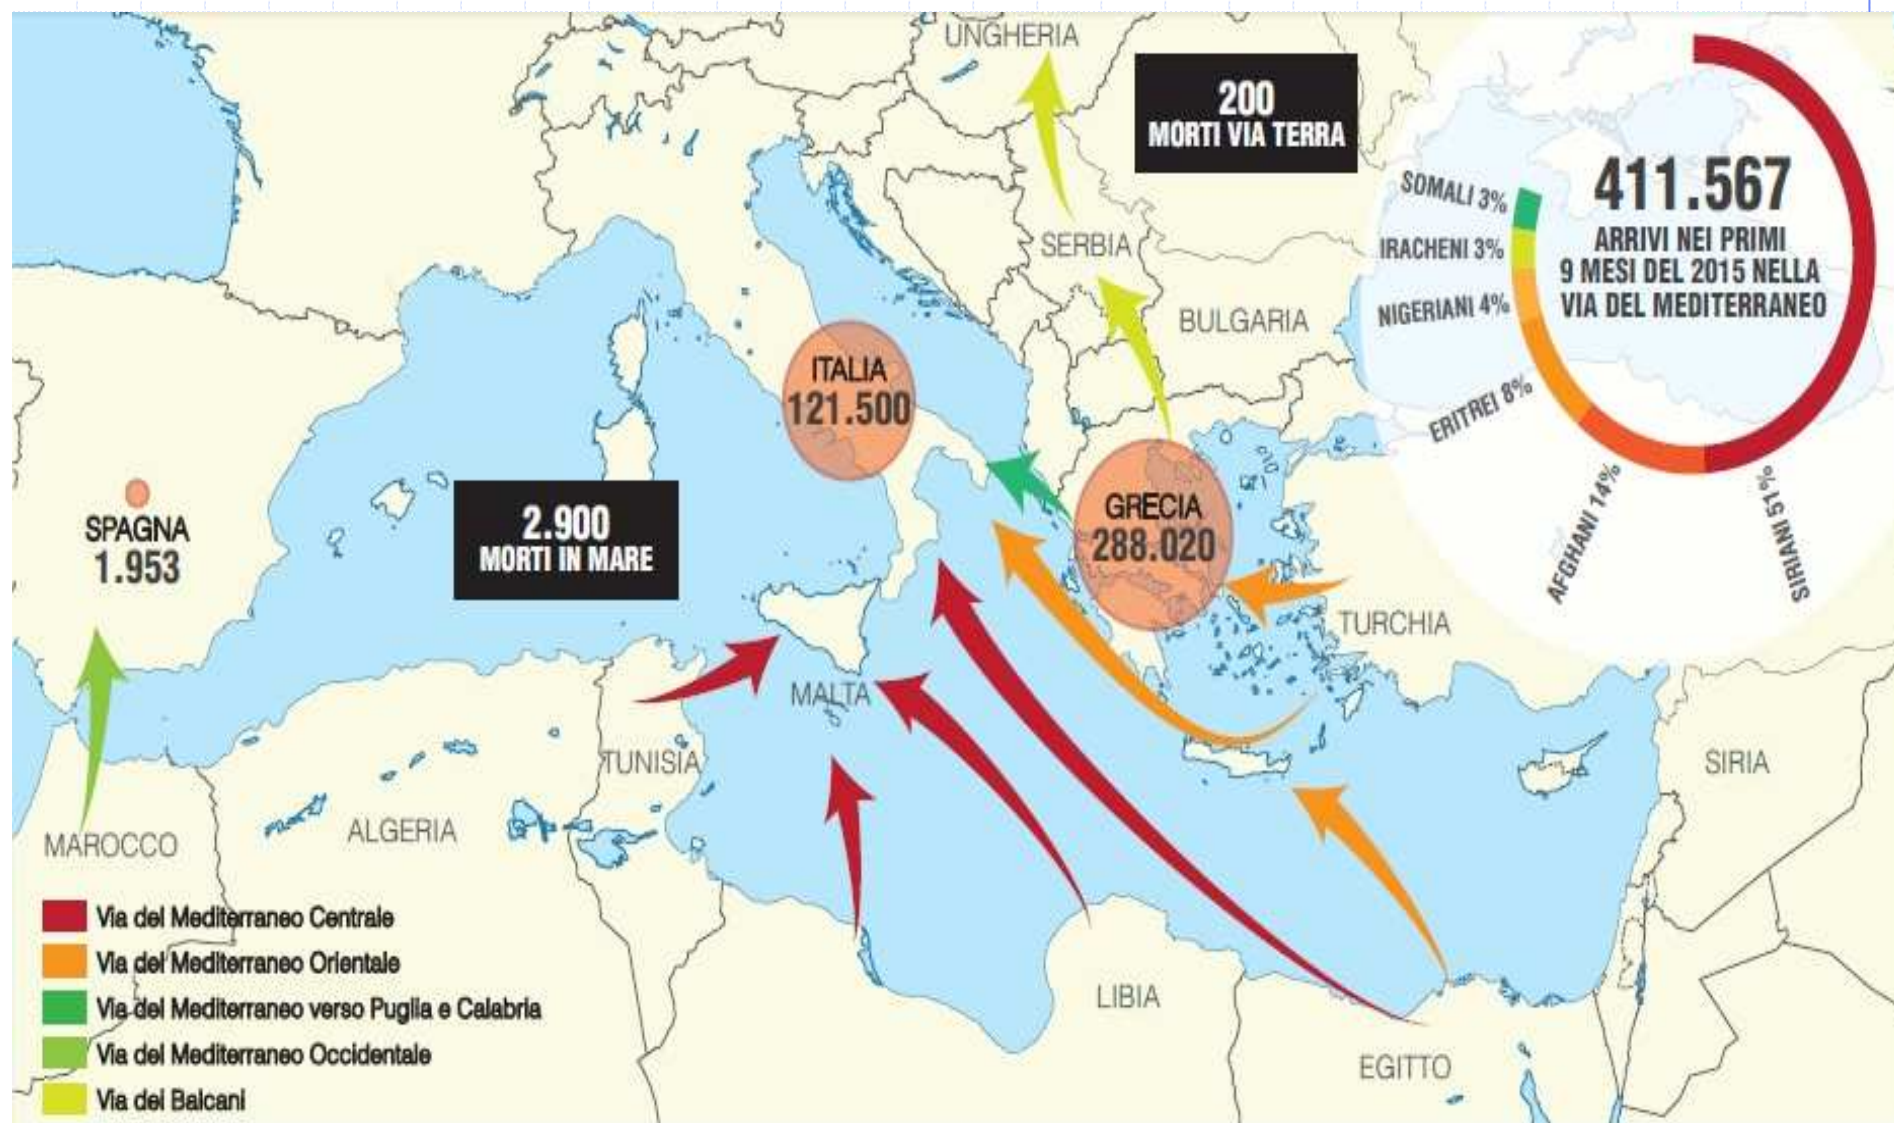 UNGHERIA
200
MORTI VIA TERRA
411.567
ARRIVI NEI PRIMI
9 MESI DEL 2015 NELLA
VIA DEL MEDITERRANEO
SOMALI 3%
IRACHENI 3%
NIGERIANI 4%
ERITREI 8%
AFGHANI 14%
SIRIANI 51%
SERBIA
BULGARIA
ITALIA
121.500
SPAGNA
1.953
2.900
MORTI IN MARE
GRECIA
288.020
TURCHIA
MALTA
TUNISIA
SIRIA
MAROCCO
ALGERIA
LIBIA
EGITTO
Via del Mediterraneo Centrale
Via del Mediterraneo Orientale
Via del Mediterraneo verso Puglia e Calabria
Via del Mediterraneo Occidentale
Via dei Balcani